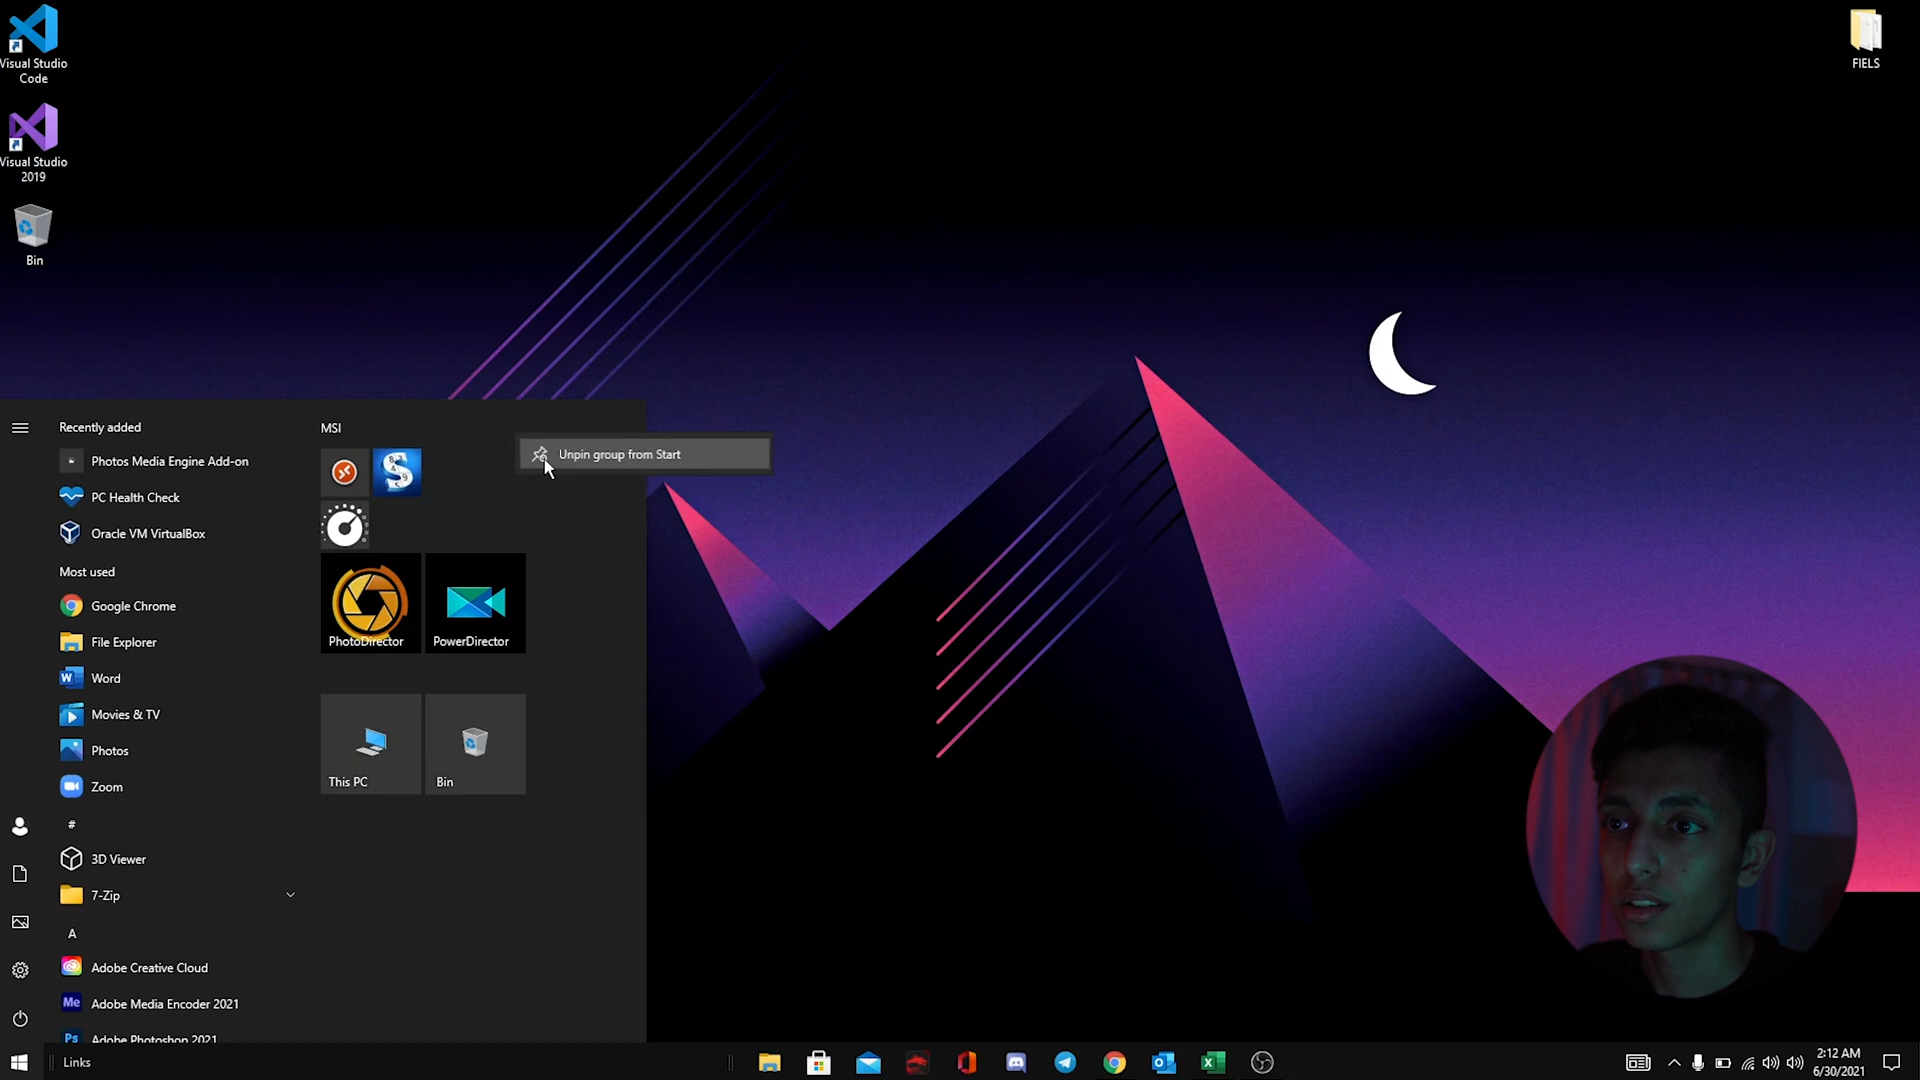 Visual Studio
Code
Visual Studio
2019
Bin
FIELS
Recently added
Photos Media Engine Add-on
PC Health Check
Oracle VM VirtualBox
Most used
Google Chrome
File Explorer
Word
Movies & TV
Photos
Zoom
#
3D Viewer
7-Zip
A
Adobe Creative Cloud
Me
Adobe Media Encoder 2021
Ps
Adobe Photoshop 2021
MSI
Unpin group from Start
PhotoDirector
PowerDirector
This PC
Bin
Links
2:12 AM
6/30/2021